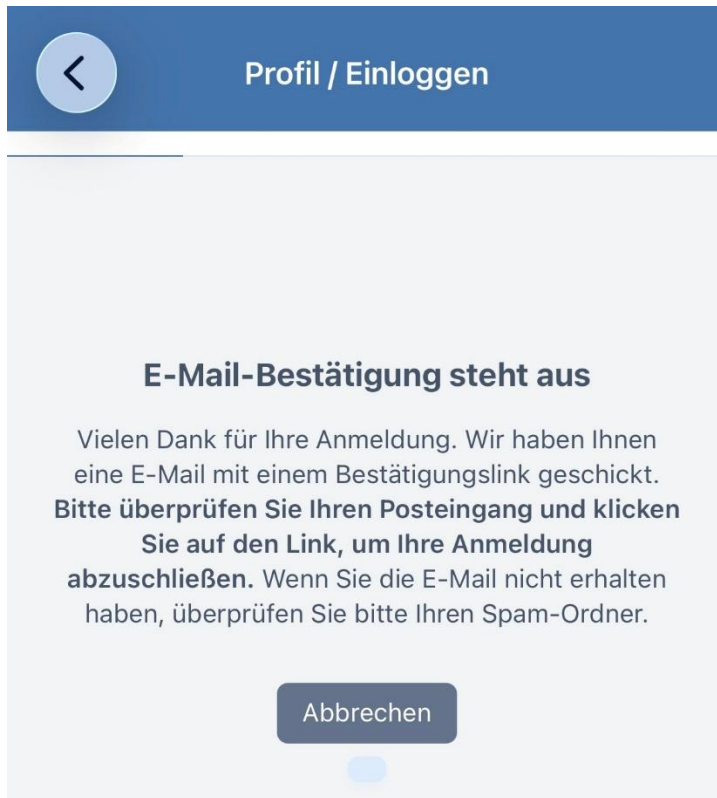 Profil / Einloggen
E-Mail-Bestätigung steht aus
Vielen Dank für Ihre Anmeldung. Wir haben Ihnen
eine E-Mail mit einem Bestätigungslink geschickt.
Bitte überprüfen Sie Ihren Posteingang und klicken
Sie auf den Link, um Ihre Anmeldung
abzuschließen. Wenn Sie die E-Mail nicht erhalten
haben, überprüfen Sie bitte Ihren Spam-Ordner.
Abbrechen